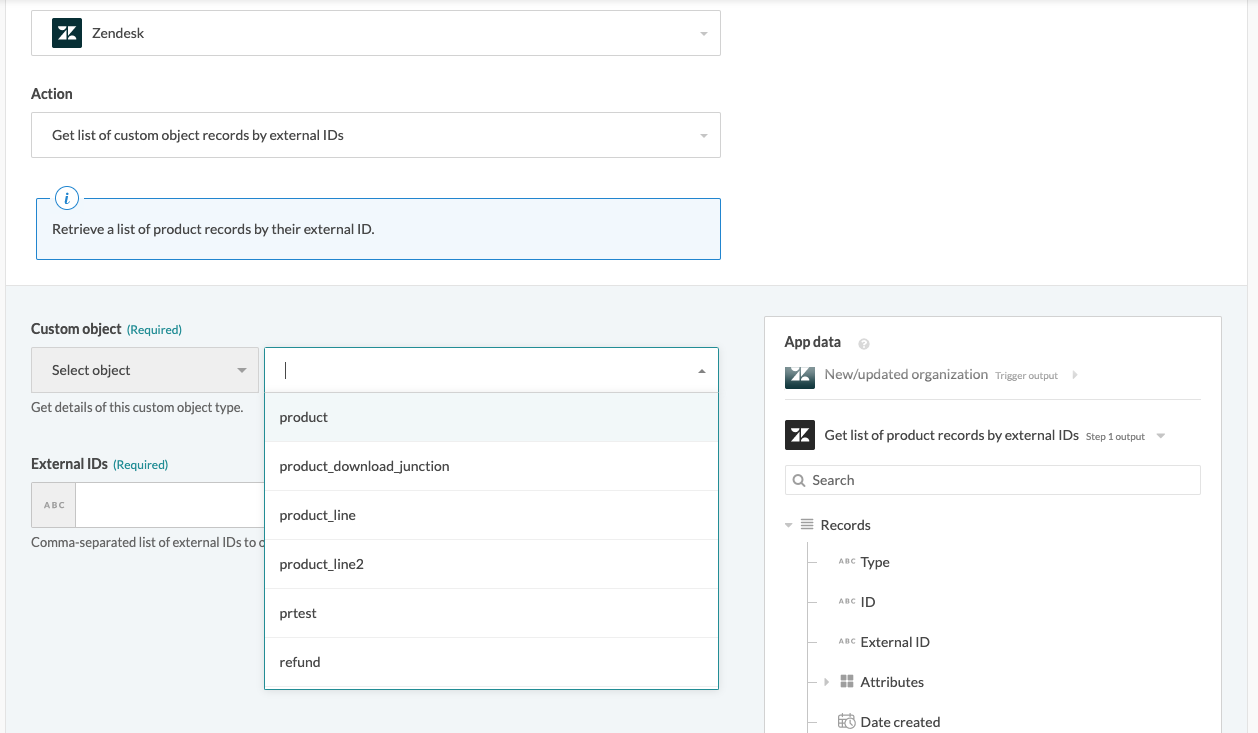 Zendesk
Action
Get list of custom object records by external IDs
i
Retrieve a list of product records by their external ID.
Custom object (Required)
Select object
Get details of this custom object type.
product
product_download_junction
product_line
product_line2
prtest
refund
External IDs (Required)
ABC
Comma-separated list of external IDs to
App data ?
New/updated organization Trigger output
Get list of product records by external IDs Step 1 output
Search
Records
ABC Type
ABC ID
ABC External ID
Attributes
Date created